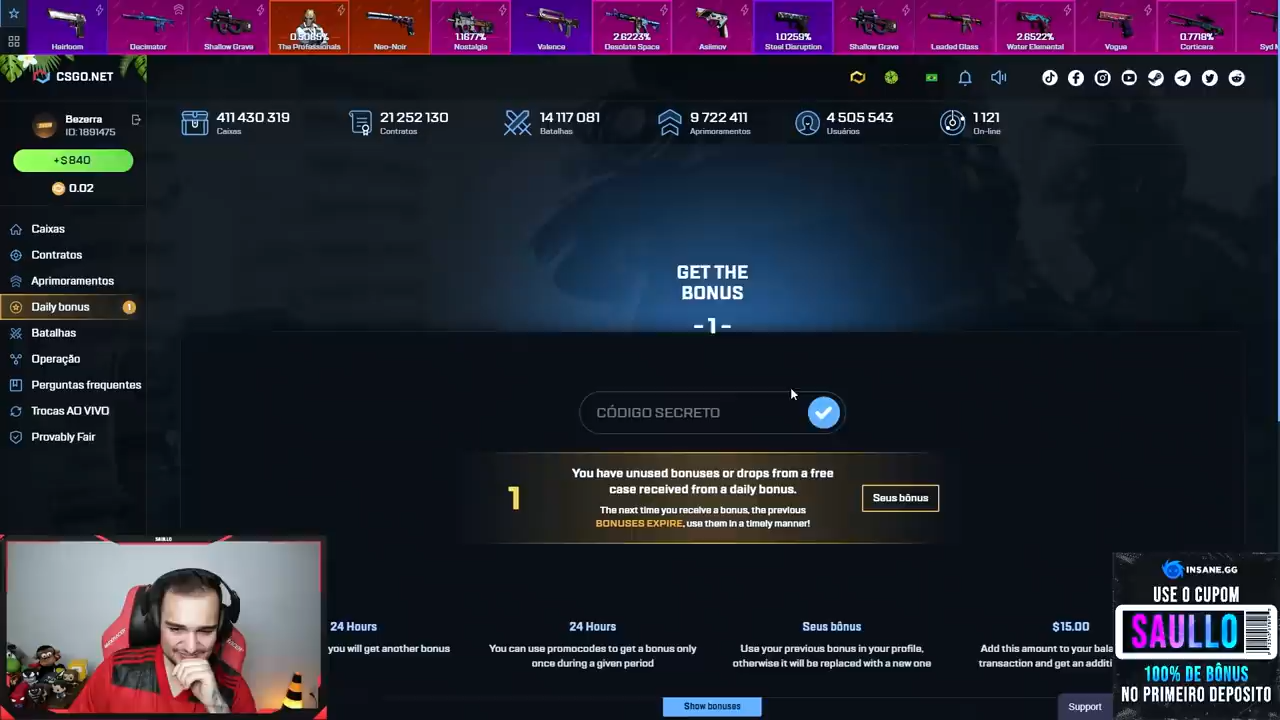 Heirloom
Decimator
Shallow Grave
0.9089%
The Professionals
Neo-Noir
1.1677%
Nostalgia
Valence
2.6223%
Desolate Space
Asiimov
1.0259%
Steel Disruption
Shallow Grave
Leaded Glass
2.6522%
Water Elemental
Vogue
0.7716%
Corticera
Syd M
CSGO.NET
Bezerra
ID: 1891475
+$ 840
0.02
411 430 319
Caixas
21 252 130
Contratos
14 117 081
Batalhas
9 722 411
Aprimoramentos
4 505 543
Usuários
1 121
On-line
Caixas
Contratos
Aprimoramentos
Daily bonus
1
Batalhas
Operação
Perguntas frequentes
Trocas AO VIVO
Provably Fair
GET THE
BONUS
- 1 -
CÓDIGO SECRETO
1
You have unused bonuses or drops from a free
case received from a daily bonus.
The next time you receive a bonus, the previous
BONUSES EXPIRE, use them in a timely manner!
Seus bônus
24 Hours
you will get another bonus
24 Hours
You can use promocodes to get a bonus only
once during a given period
Seus bônus
Use your previous bonus in your profile,
otherwise it will be replaced with a new one
$15.00
Add this amount to your bala
transaction and get an additi
Show bonuses
Support
SAULLO
INSANE.GG
USE O CUPOM
SAULLO
100% DE BÔNUS
NO PRIMEIRO DEPOSITO